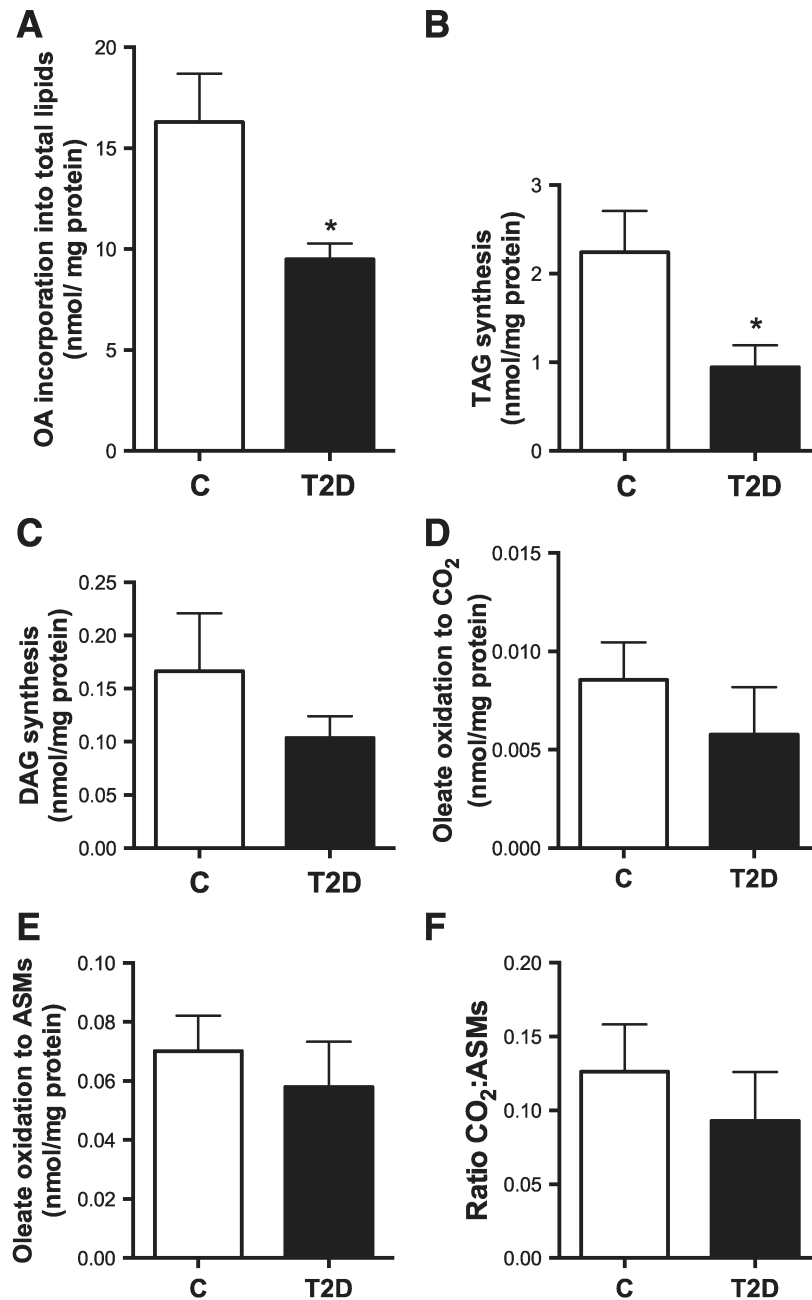 A
OA incorporation into total lipids
(nmol/ mg protein)
20
15
10
5
0
*
C
T2D
B
TAG synthesis
(nmol/mg protein)
3
2
1
0
*
C
T2D
C
DAG synthesis
(nmol/mg protein)
0.25
0.20
0.15
0.10
0.05
0.00
C
T2D
D
Oleate oxidation to CO₂
(nmol/mg protein)
0.015
0.010
0.005
0.000
C
T2D
E
Oleate oxidation to ASMs
(nmol/mg protein)
0.10
0.08
0.06
0.04
0.02
0.00
C
T2D
F
Ratio CO₂:ASMs
0.20
0.15
0.10
0.05
0.00
C
T2D